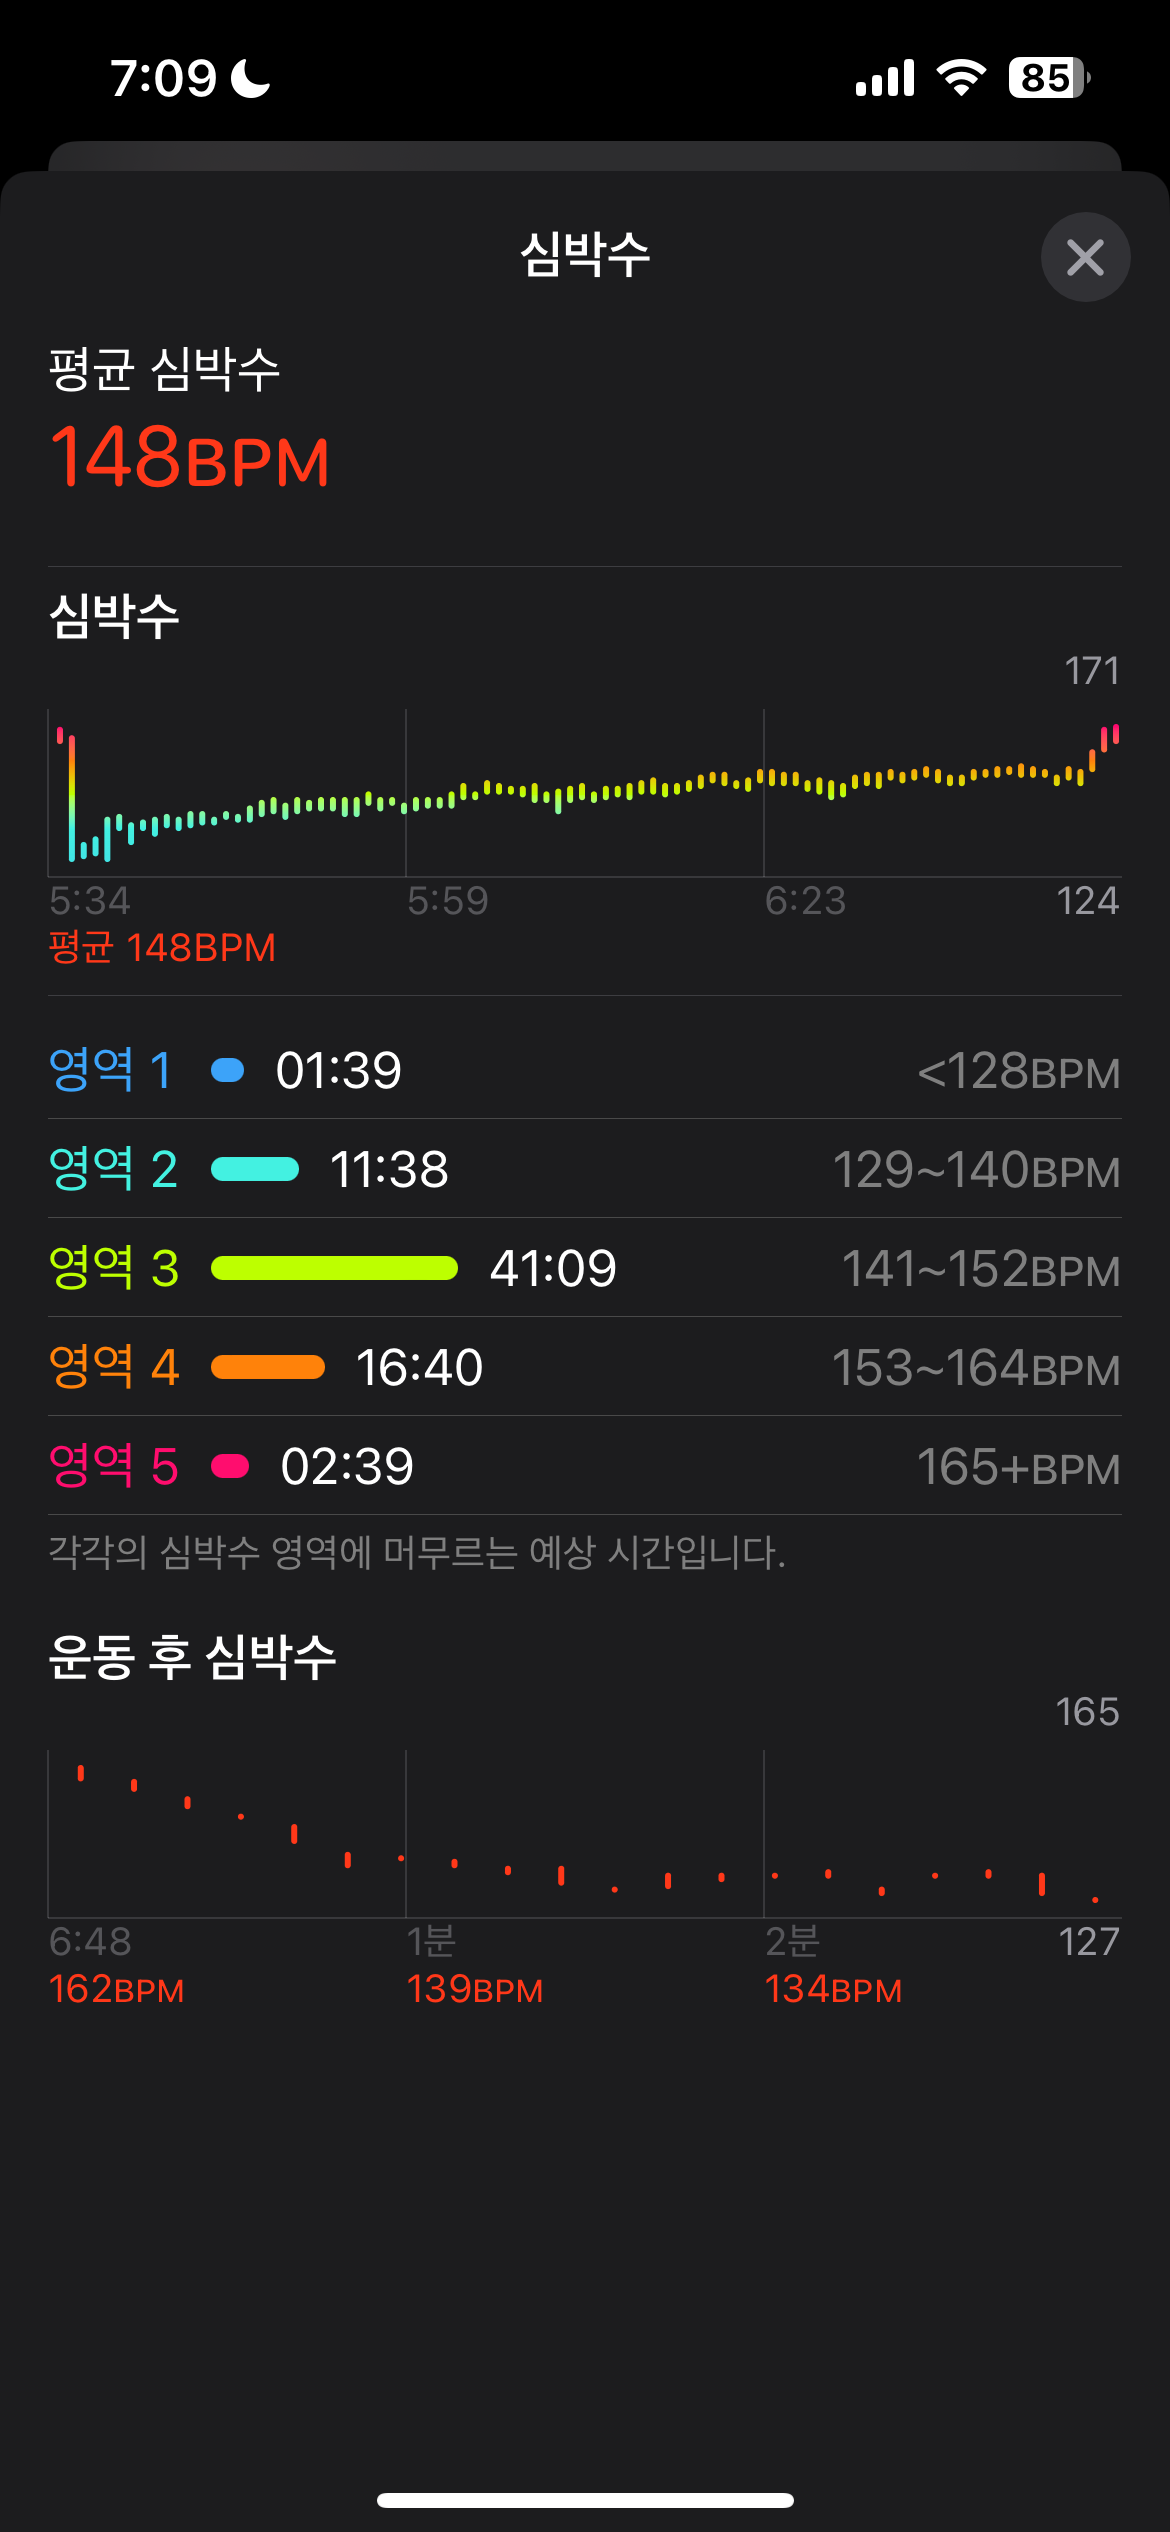 7:09
85
심박수
평균 심박수
148BPM
심박수
171
5:34 5:59 6:23 124
평균 148BPM
영역 1 01:39 <128BPM
영역 2 11:38 129~140BPM
영역 3 41:09 141~152BPM
영역 4 16:40 153~164BPM
영역 5 02:39 165+BPM
각각의 심박수 영역에 머무르는 예상 시간입니다.
운동 후 심박수
165
6:48 1분 2분 127
162BPM 139BPM 134BPM